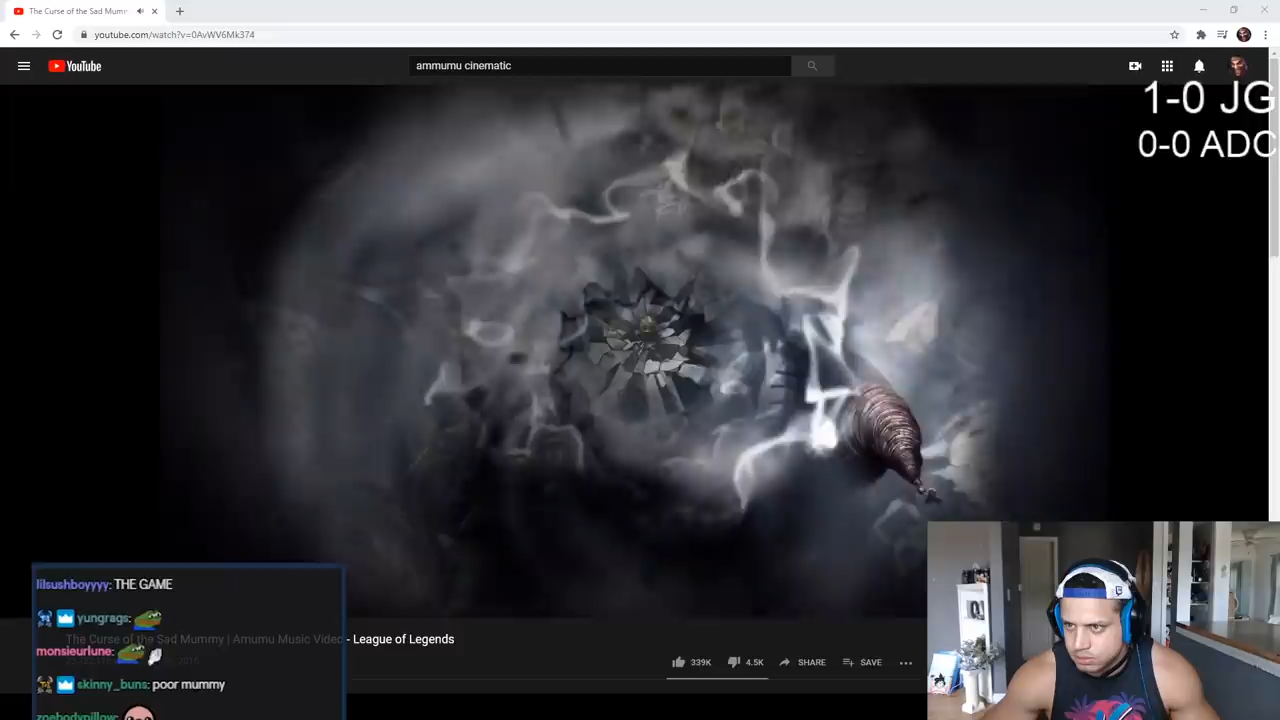 The Curse of the Sad Mumm
youtube.com/watch?v=0AvWV6Mk374
YouTube
ammumu cinematic
1-0 JG
0-0 ADC
lilsushboyyyy: THE GAME
yungrags:
The Curse of the Sad Mummy | Amumu Music Video - League of Legends
monsieurlune:
339K
4.5K
SHARE
SAVE
skinny_buns: poor mummy
zoebodypillow: